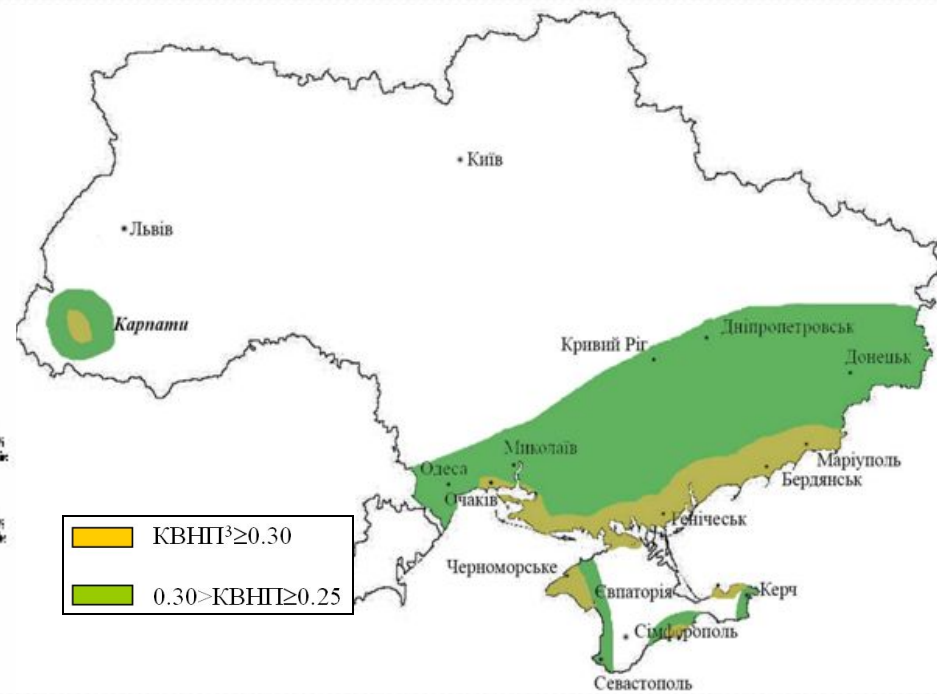 Київ
Львів
Карпати
Дніпропетровськ
Кривий Ріг
Донецьк
Миколаїв
Одеса
Маріуполь
Бердянськ
Очаків
Генічеськ
КВНП³≥0.30
0.30>КВНП≥0.25
Черноморське
Євпаторія
Керч
Сімферополь
Севастополь